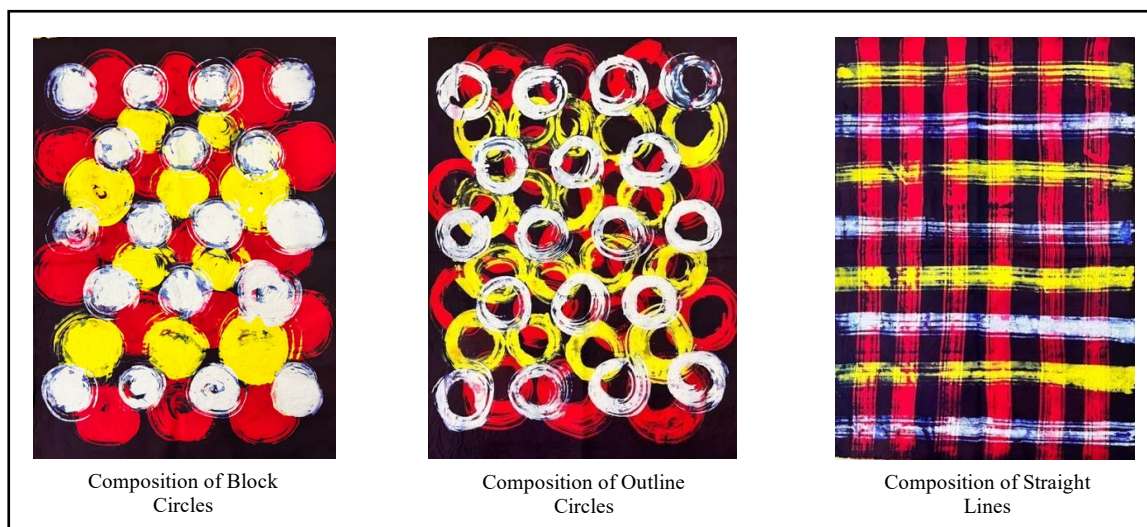 Composition of Block
Circles
Composition of Outline
Circles
Composition of Straight
Lines